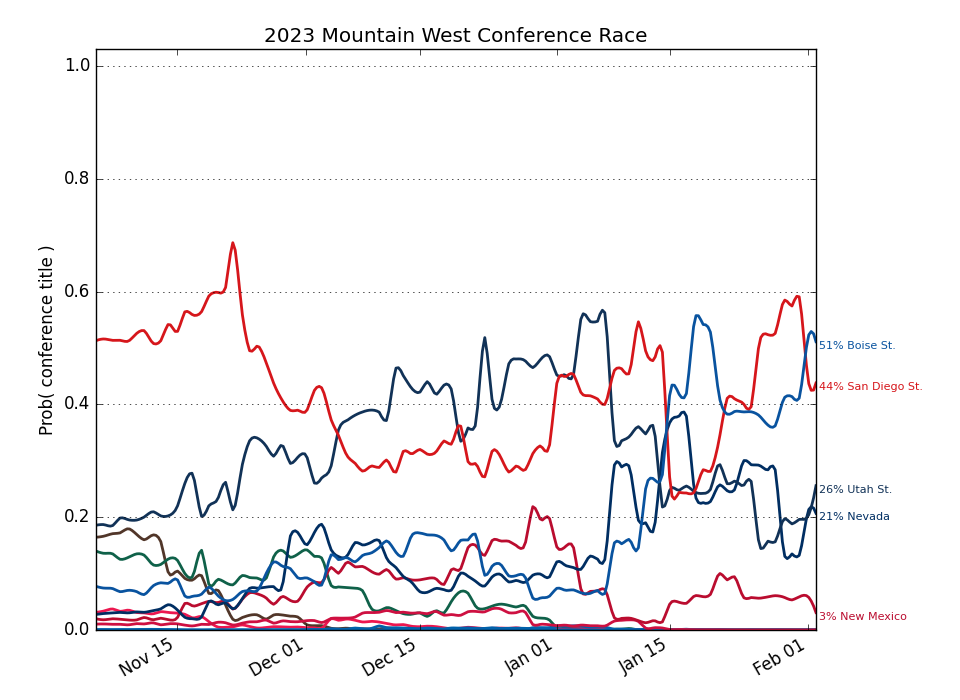 2023 Mountain West Conference Race
Prob( conference title )
1.0
0.8
0.6
0.4
0.2
0.0
51% Boise St.
44% San Diego St.
26% Utah St.
21% Nevada
3% New Mexico
Nov 15
Dec 01
Dec 15
Jan 01
Jan 15
Feb 01